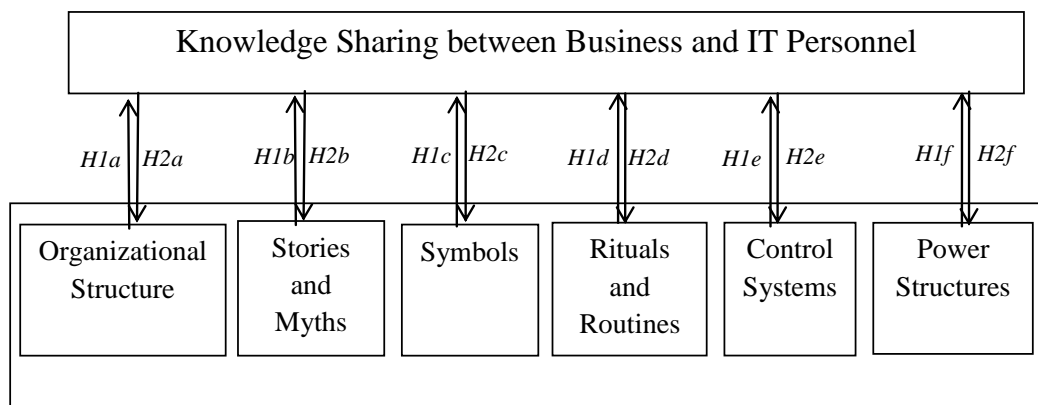 Knowledge Sharing between Business and IT Personnel
H1a H2a H1b H2b H1c H2c H1d H2d H1e H2e H1f H2f
Organizational
Structure
Stories
and
Myths
Symbols
Rituals
and
Routines
Control
Systems
Power
Structures